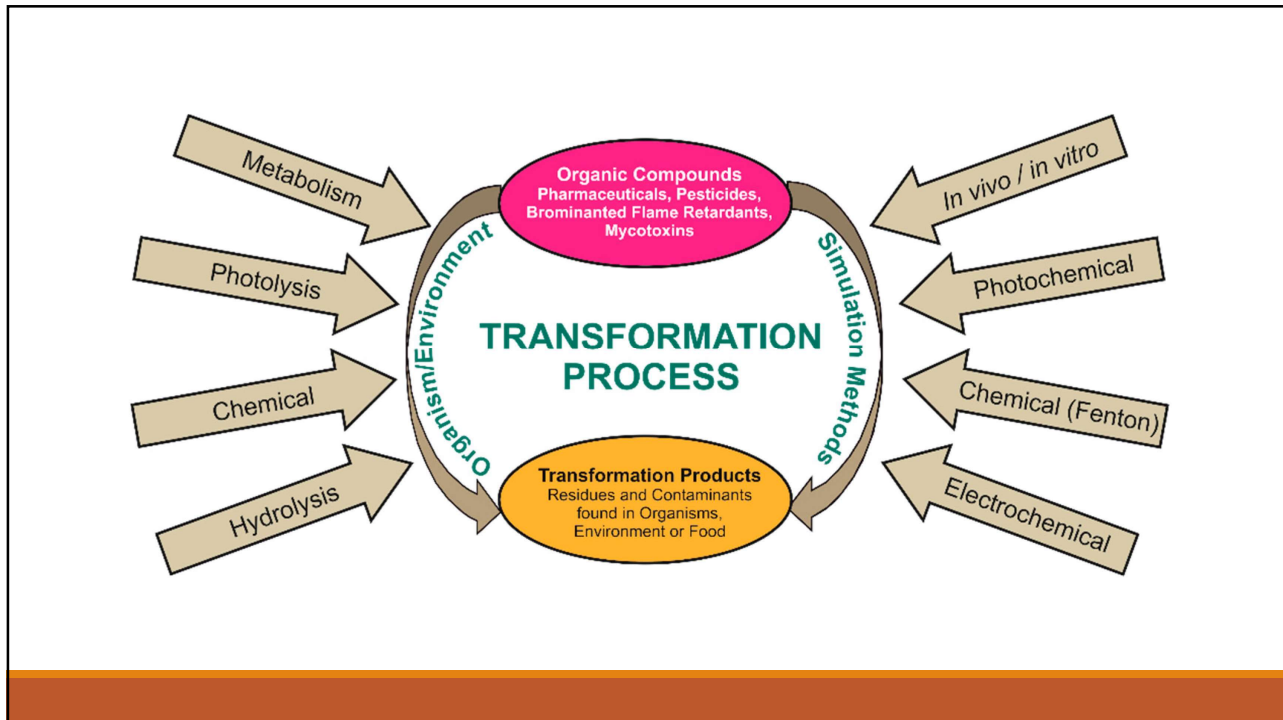 Metabolism
Photolysis
Chemical
Hydrolysis
Organism/Environment
Organic Compounds
Pharmaceuticals, Pesticides,
Brominanted Flame Retardants,
Mycotoxins
TRANSFORMATION
PROCESS
Transformation Products
Residues and Contaminants
found in Organisms,
Environment or Food
Simulation Methods
In vivo / in vitro
Photochemical
Chemical (Fenton)
Electrochemical